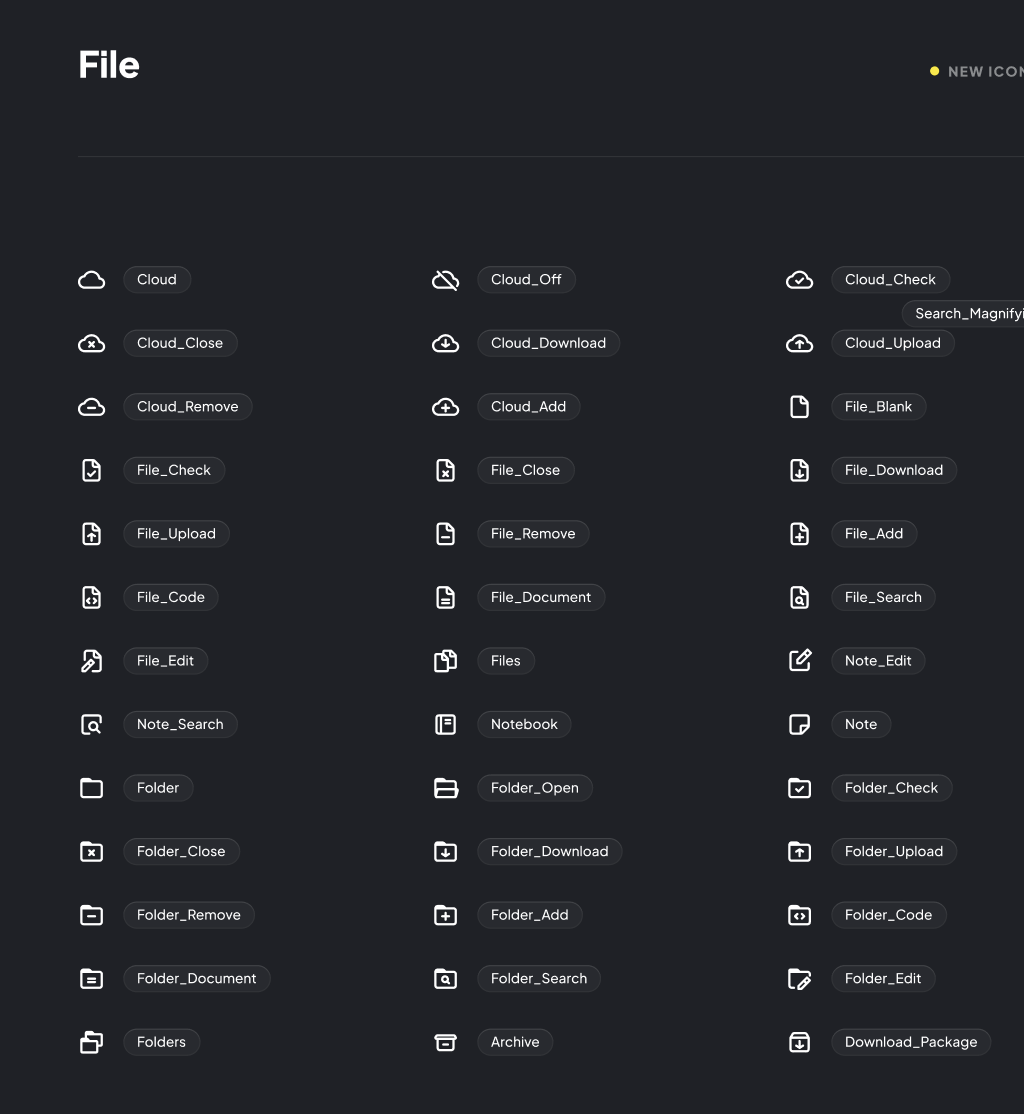 File
NEW ICON
Cloud
Cloud_Off
Cloud_Check
Search_Magnifyi
Cloud_Close
Cloud_Download
Cloud_Upload
Cloud_Remove
Cloud_Add
File_Blank
File_Check
File_Close
File_Download
File_Upload
File_Remove
File_Add
File_Code
File_Document
File_Search
File_Edit
Files
Note_Edit
Note_Search
Notebook
Note
Folder
Folder_Open
Folder_Check
Folder_Close
Folder_Download
Folder_Upload
Folder_Remove
Folder_Add
Folder_Code
Folder_Document
Folder_Search
Folder_Edit
Folders
Archive
Download_Package